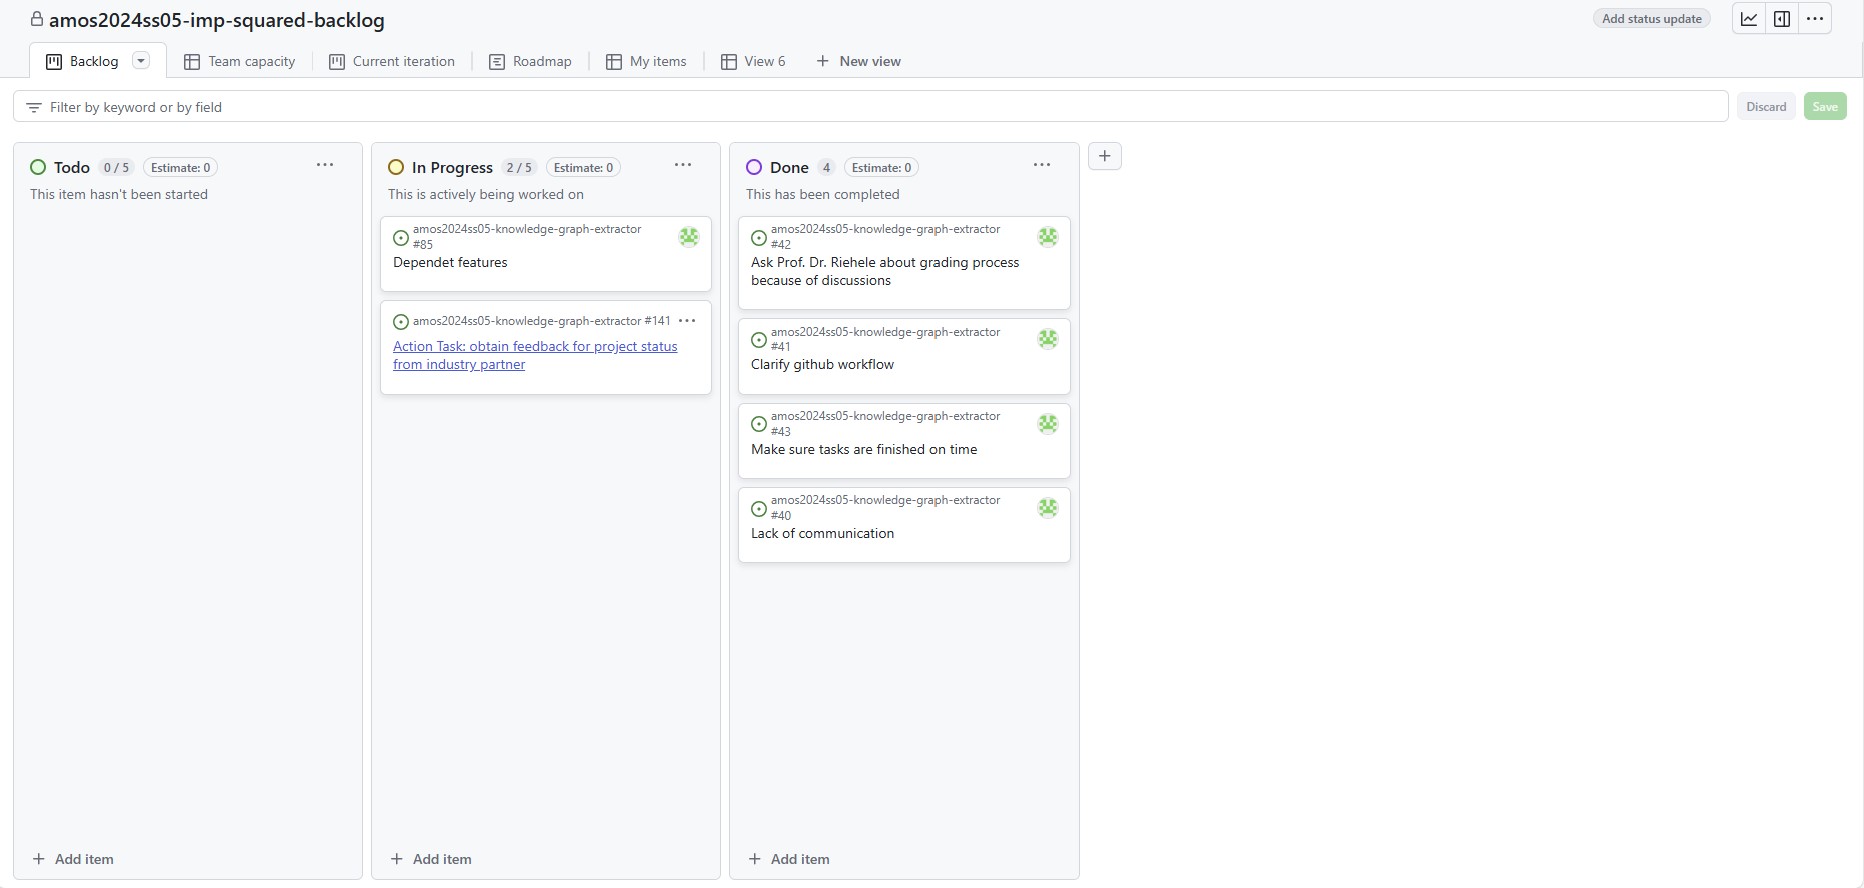 amos2024ss05-imp-squared-backlog
Add status update
Backlog
Team capacity
Current iteration
Roadmap
My items
View 6
New view
Filter by keyword or by field
Discard
Save
Todo 0 / 5 Estimate: 0
This item hasn't been started
Add item
In Progress 2 / 5 Estimate: 0
This is actively being worked on
amos2024ss05-knowledge-graph-extractor
#85
Dependet features
amos2024ss05-knowledge-graph-extractor #141
Action Task: obtain feedback for project status
from industry partner
Add item
Done 4 Estimate: 0
This has been completed
amos2024ss05-knowledge-graph-extractor
#42
Ask Prof. Dr. Riehele about grading process
because of discussions
amos2024ss05-knowledge-graph-extractor
#41
Clarify github workflow
amos2024ss05-knowledge-graph-extractor
#43
Make sure tasks are finished on time
amos2024ss05-knowledge-graph-extractor
#40
Lack of communication
Add item